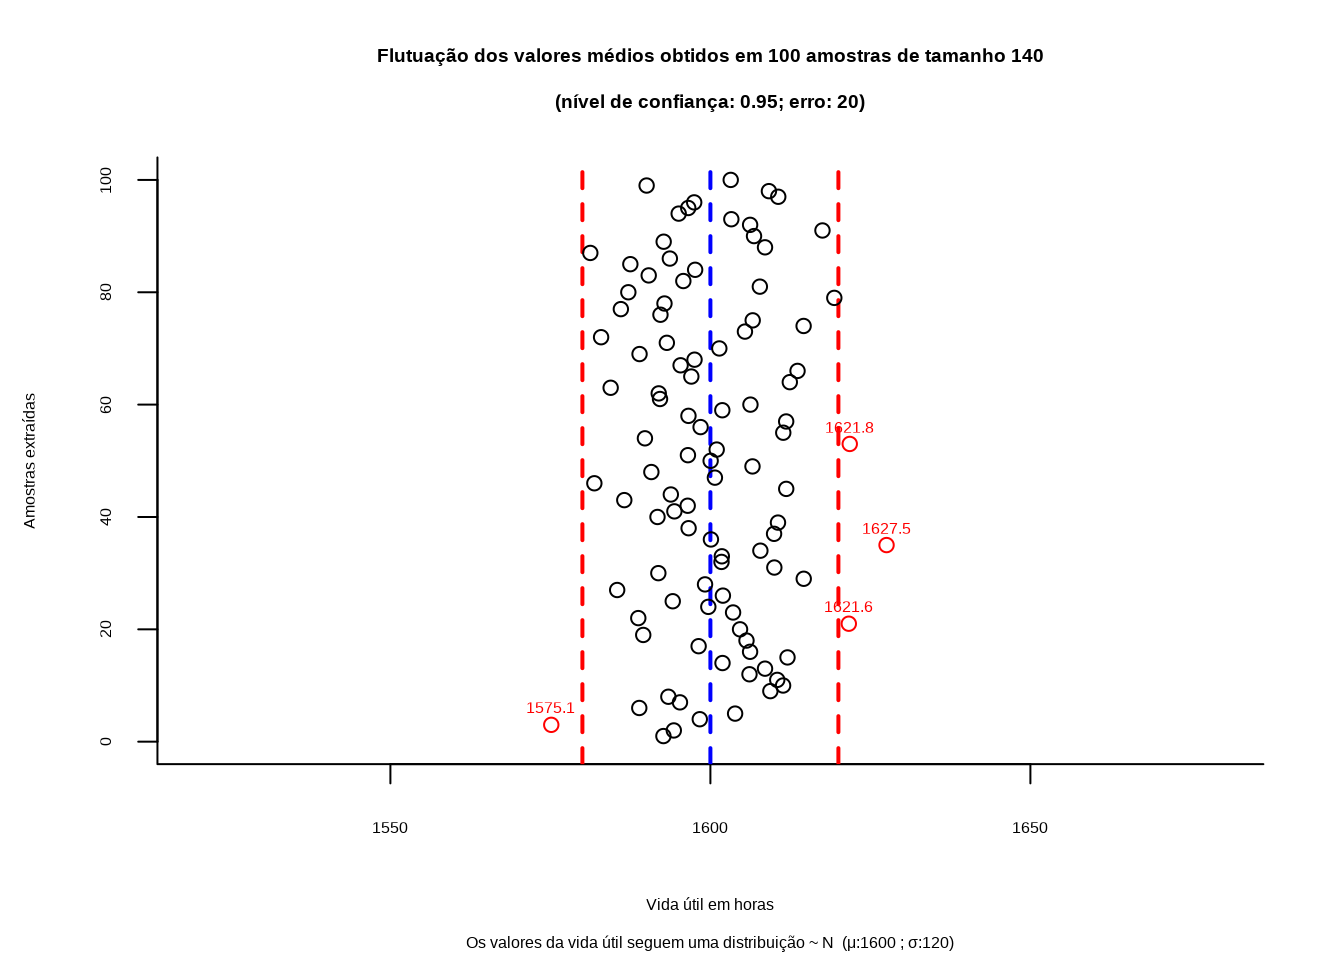 Flutuação dos valores médios obtidos em 100 amostras de tamanho 140
(nível de confiança: 0.95; erro: 20)
Amostras extraídas
100
80
60
40
20
0
1621.8
1627.5
1621.6
1575.1
1550
1600
1650
Vida útil em horas
Os valores da vida útil seguem uma distribuição ~ N  (μ:1600 ; σ:120)